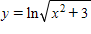 y = ln√(x² + 3)